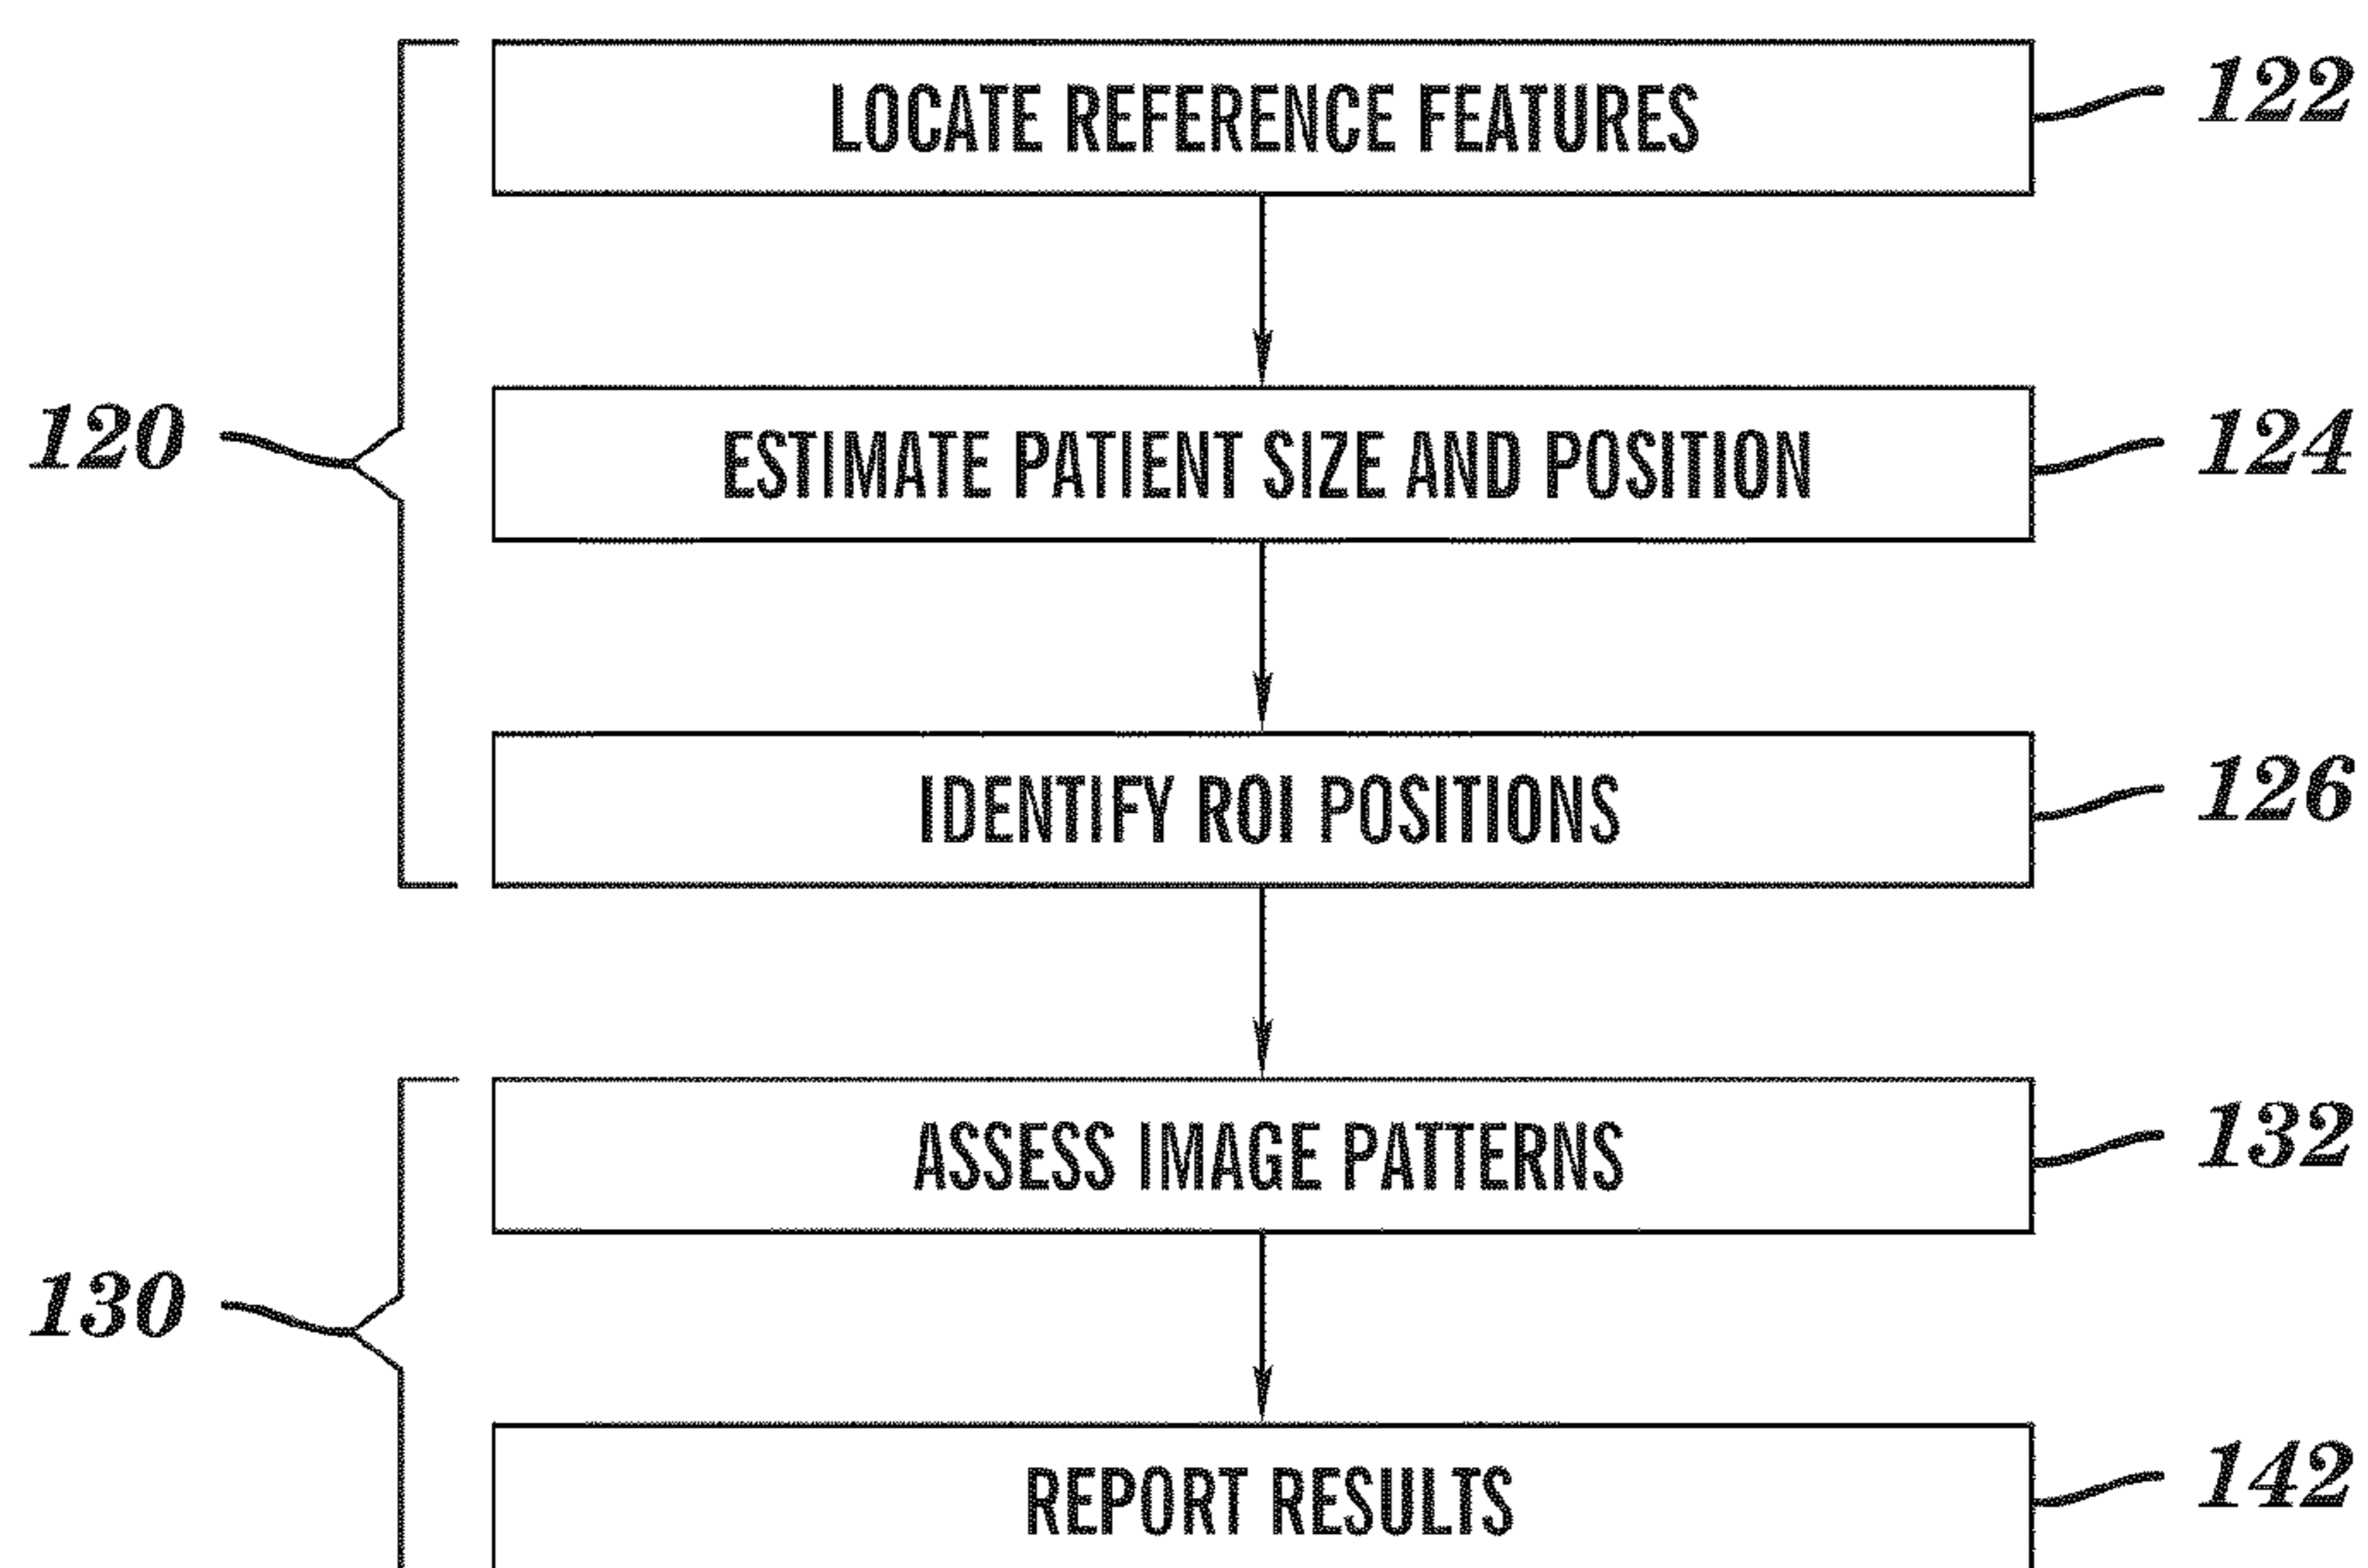 LOCATE REFERENCE FEATURES
122
120
ESTIMATE PATIENT SIZE AND POSITION
124
IDENTIFY ROI POSITIONS
126
ASSESS IMAGE PATTERNS
132
130
REPORT RESULTS
142